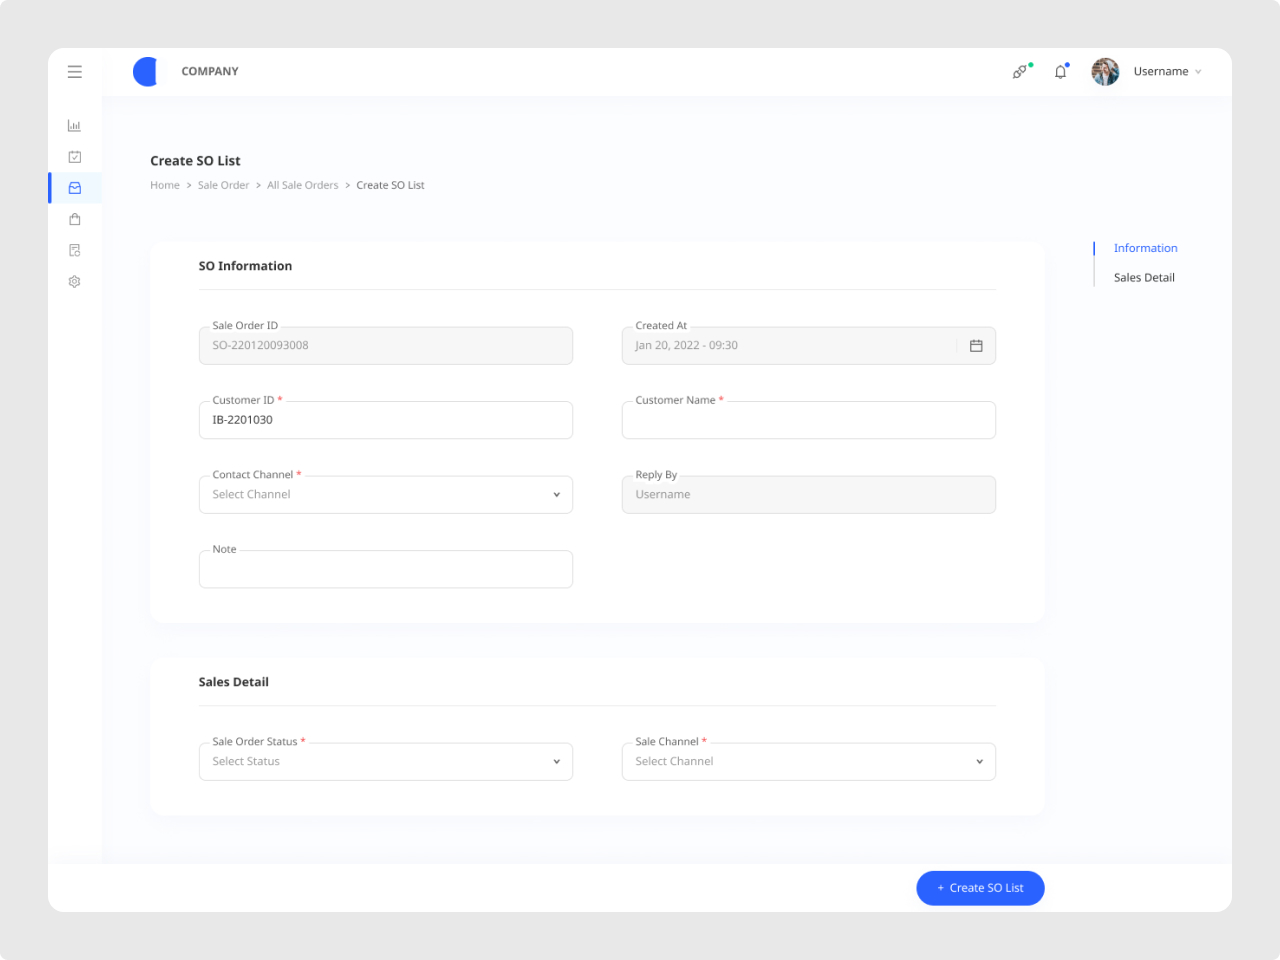 COMPANY
Username
Create SO List
Home > Sale Order > All Sale Orders > Create SO List
Information
Sales Detail
SO Information
Sale Order ID
SO-220120093008
Created At
Jan 20, 2022 - 09:30
Customer ID *
IB-2201030
Customer Name *
Contact Channel *
Select Channel
Reply By
Username
Note
Sales Detail
Sale Order Status *
Select Status
Sale Channel *
Select Channel
+ Create SO List